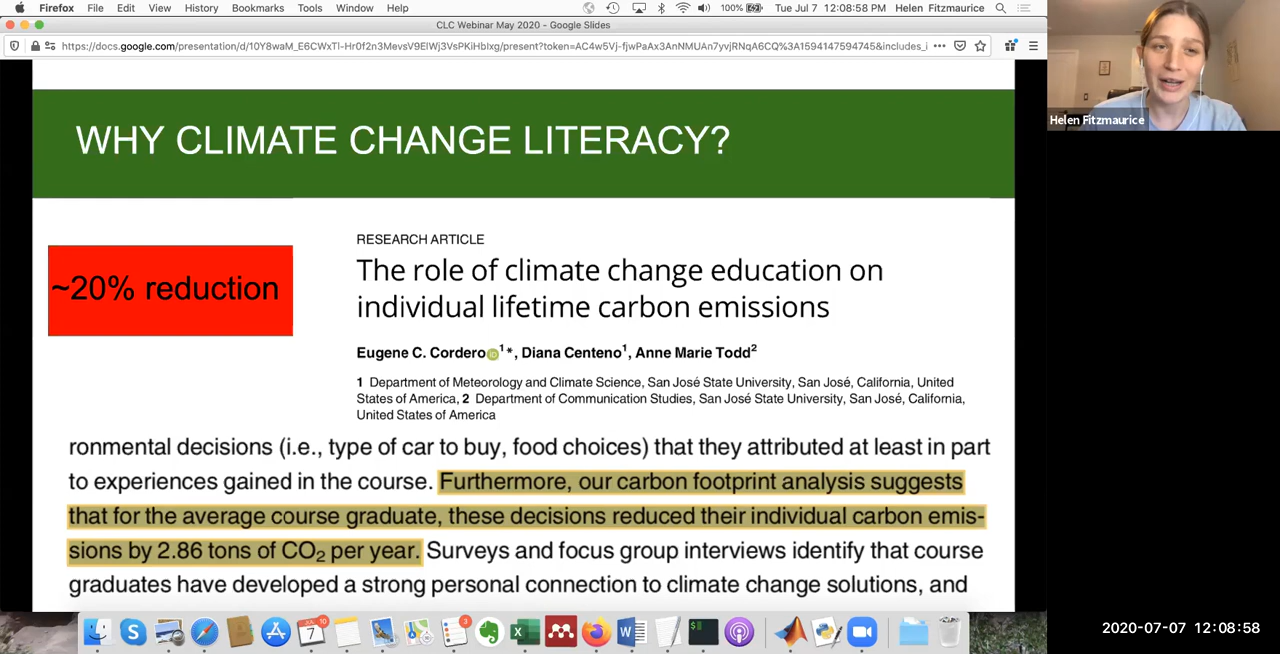 Firefox File Edit View History Bookmarks Tools Window Help 100% Tue Jul 7 12:08:58 PM Helen Fitzmaurice
CLC Webinar May 2020 - Google Slides
WHY CLIMATE CHANGE LITERACY?
~20% reduction
RESEARCH ARTICLE
The role of climate change education on
individual lifetime carbon emissions
Eugene C. Cordero iD 1*, Diana Centeno1, Anne Marie Todd2
1 Department of Meteorology and Climate Science, San José State University, San José, California, United
States of America, 2 Department of Communication Studies, San José State University, San José, California,
United States of America
ronmental decisions (i.e., type of car to buy, food choices) that they attributed at least in part
to experiences gained in the course. Furthermore, our carbon footprint analysis suggests
that for the average course graduate, these decisions reduced their individual carbon emis-
sions by 2.86 tons of CO2 per year. Surveys and focus group interviews identify that course
graduates have developed a strong personal connection to climate change solutions, and
Helen Fitzmaurice
2020-07-07 12:08:58